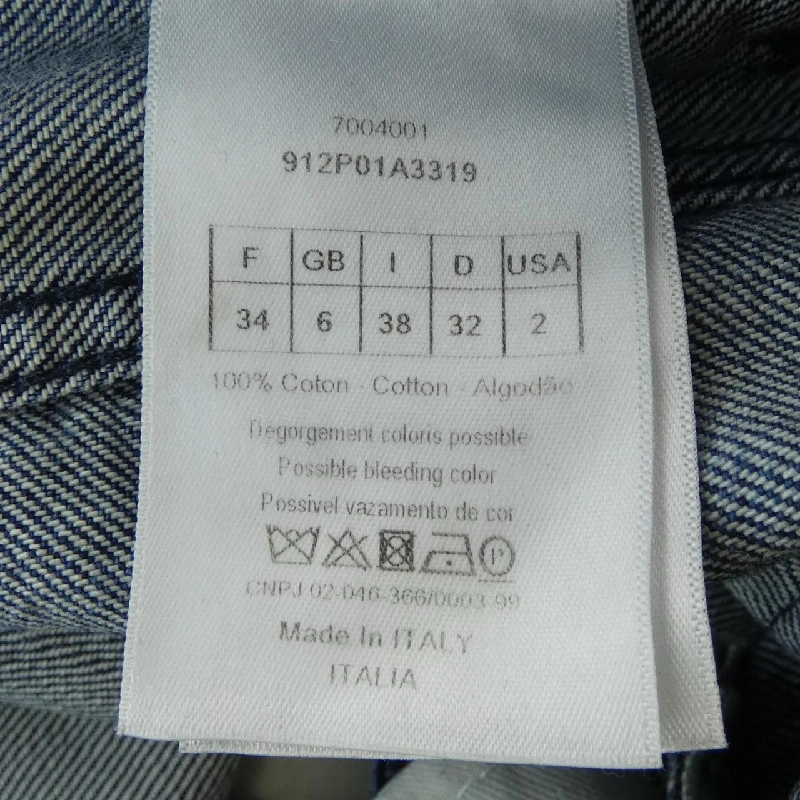 7004001
912P01A3319
F GB I D USA
34 6 38 32 2
100% Coton - Cotton - Algodão
Degorgement coloris possible
Possible bleeding color
Possivel vazamento de cor
P
CNPJ 02-046-366/0003-99
Made In ITALY
ITALIA